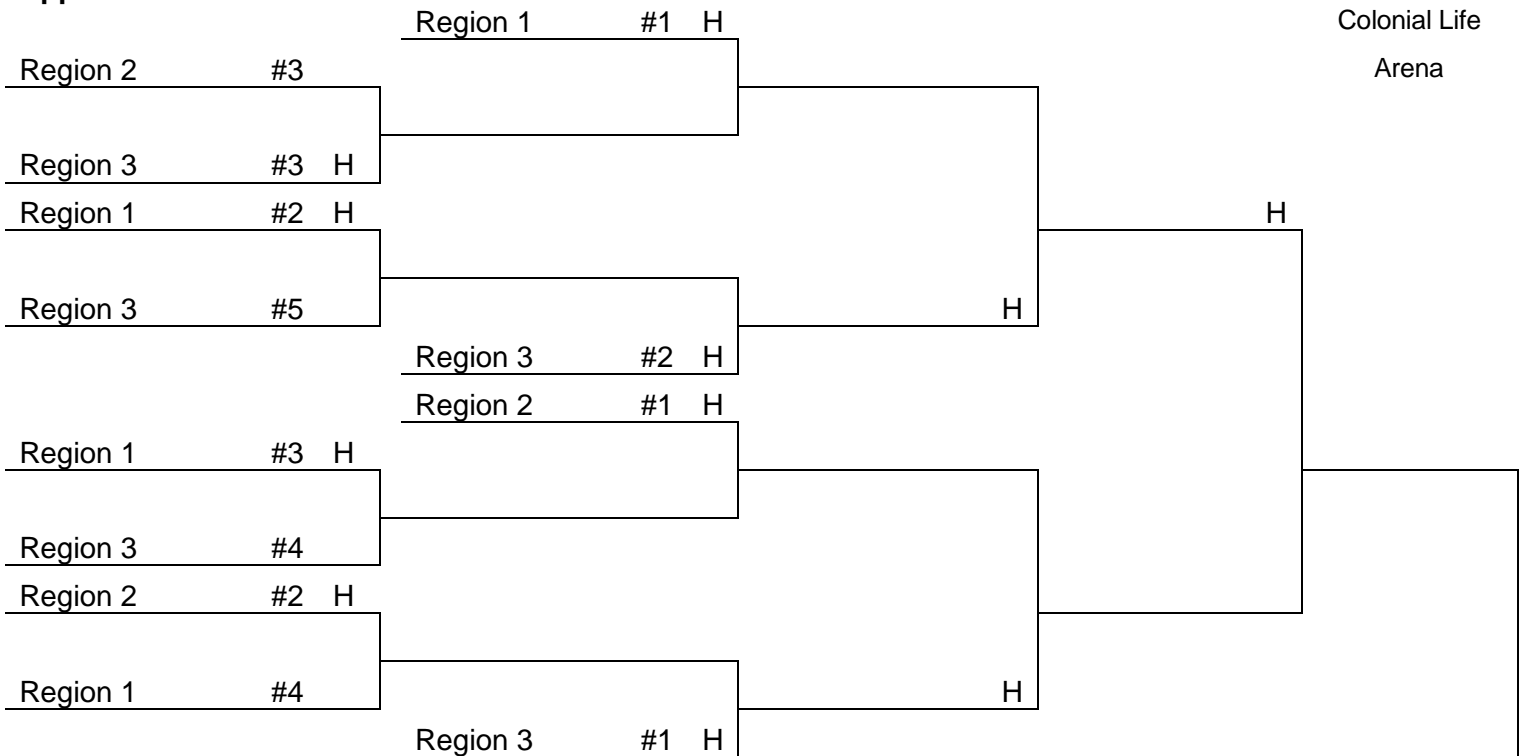 Region 1 #1 H
Colonial Life
Region 2 #3
Arena
Region 3 #3 H
Region 1 #2 H
H
Region 3 #5
H
Region 3 #2 H
Region 2 #1 H
Region 1 #3 H
Region 3 #4
Region 2 #2 H
Region 1 #4
H
Region 3 #1 H